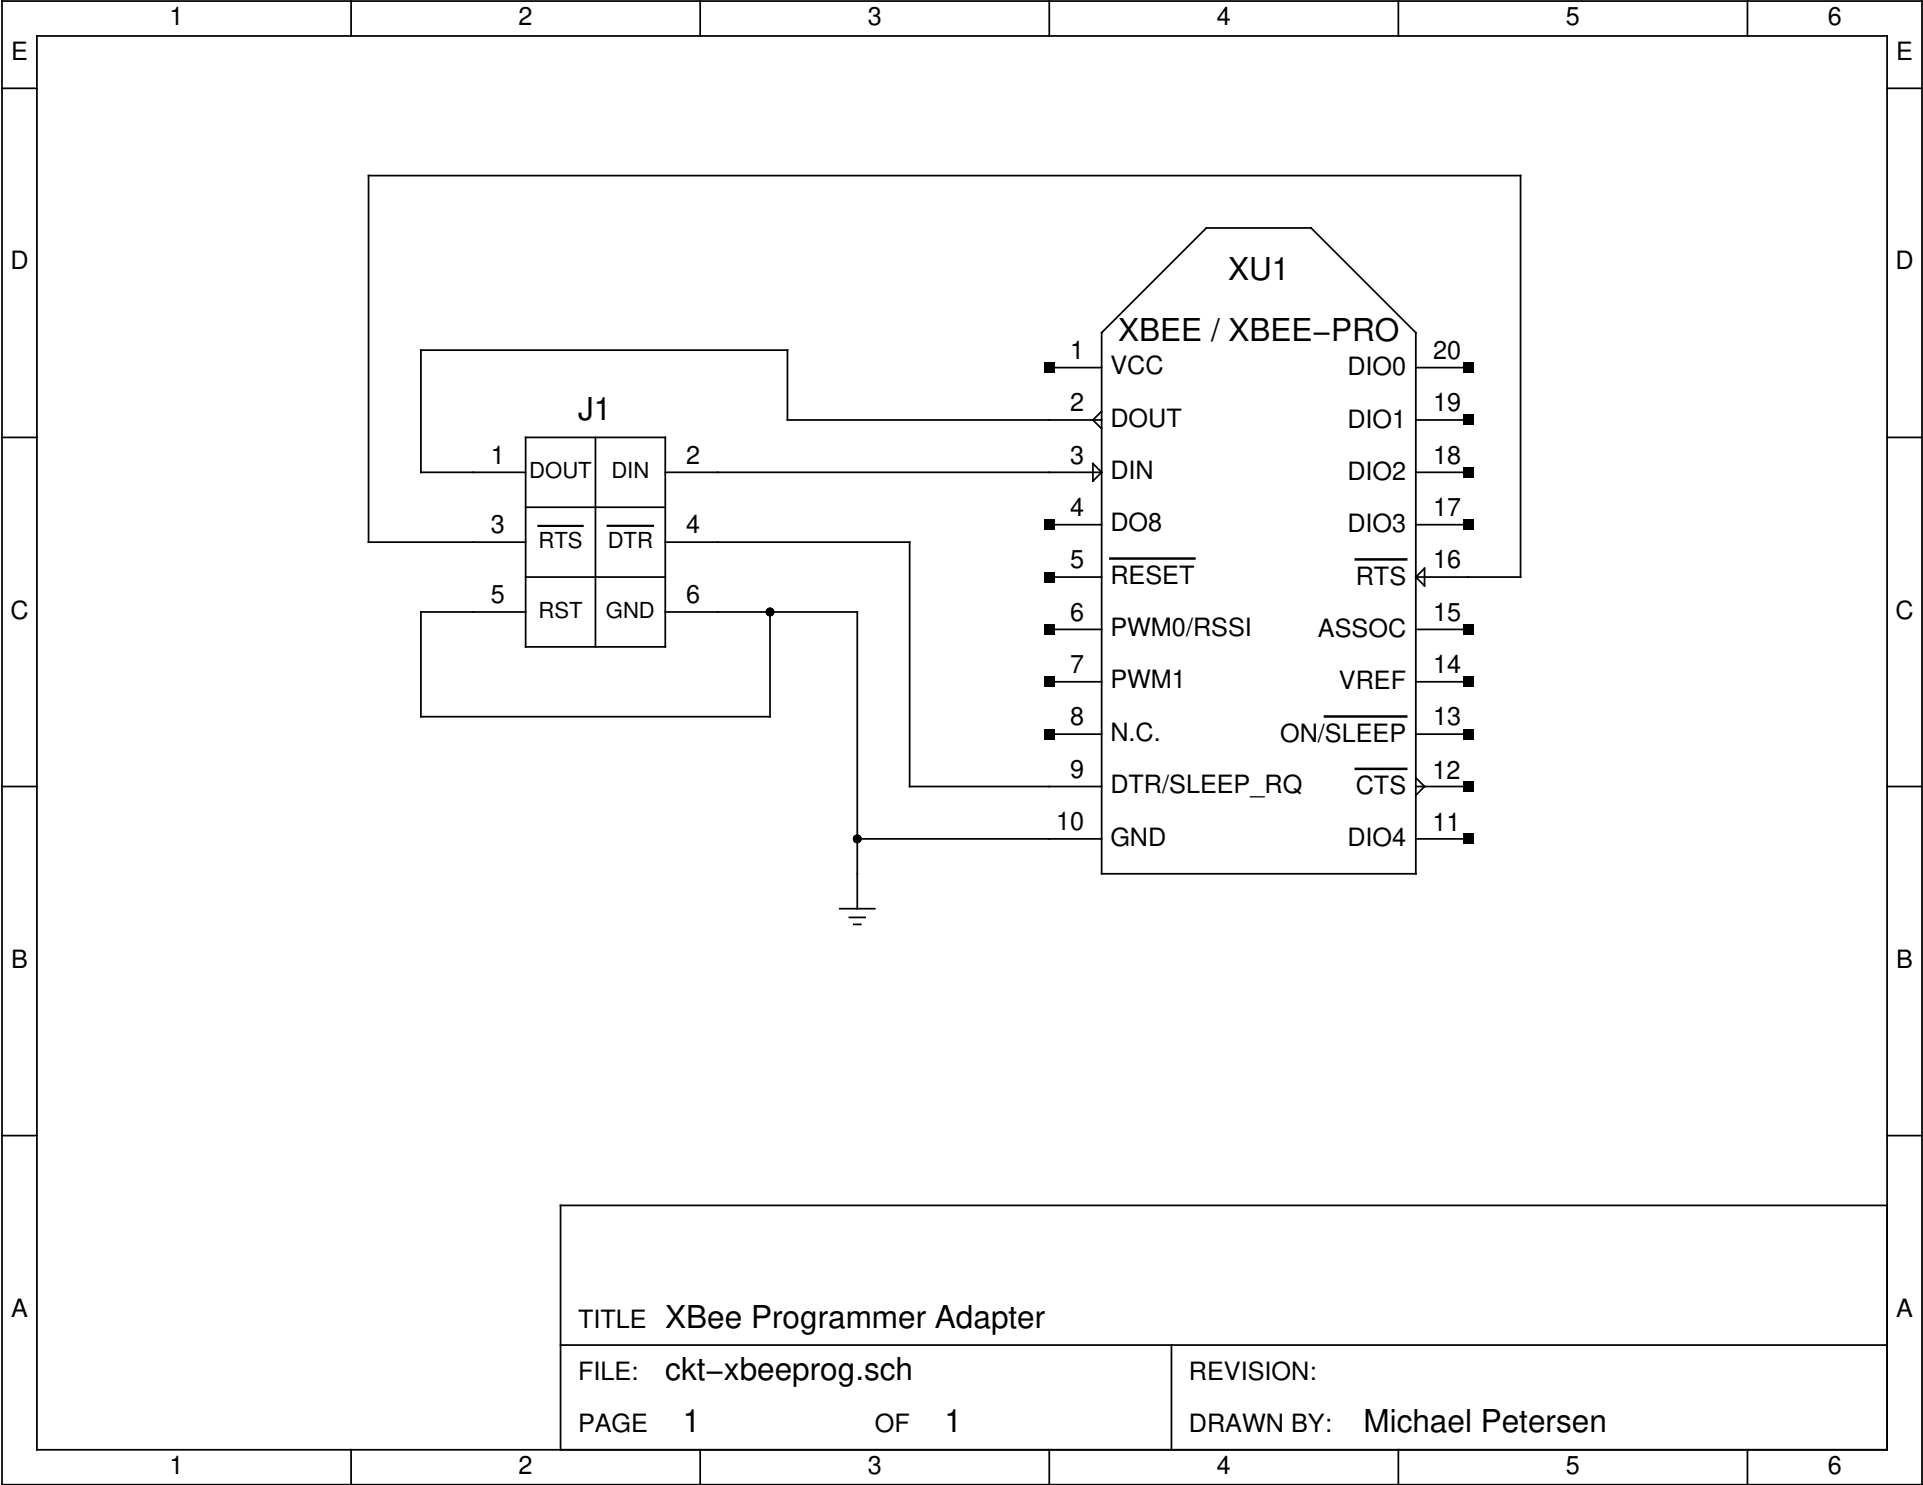 1 2 3 4 5 6
E E
D D
C C
B B
A A
XU1
XBEE / XBEE−PRO
1 VCC DIO0 20
2 DOUT DIO1 19
3 DIN DIO2 18
4 DO8 DIO3 17
5 RESET RTS 16
6 PWM0/RSSI ASSOC 15
7 PWM1 VREF 14
8 N.C. ON/SLEEP 13
9 DTR/SLEEP_RQ CTS 12
10 GND DIO4 11
J1
1 DOUT DIN 2
3 RTS DTR 4
5 RST GND 6
TITLE XBee Programmer Adapter
FILE: ckt−xbeeprog.sch
REVISION:
PAGE 1 OF 1
DRAWN BY: Michael Petersen
1 2 3 4 5 6